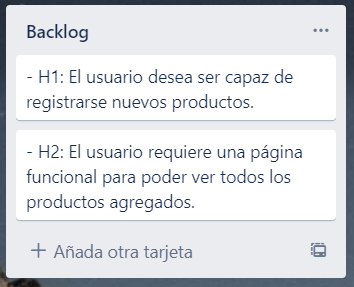 Backlog
- H1: El usuario desea ser capaz de
registrarse nuevos productos.
- H2: El usuario requiere una página
funcional para poder ver todos los
productos agregados.
+ Añada otra tarjeta